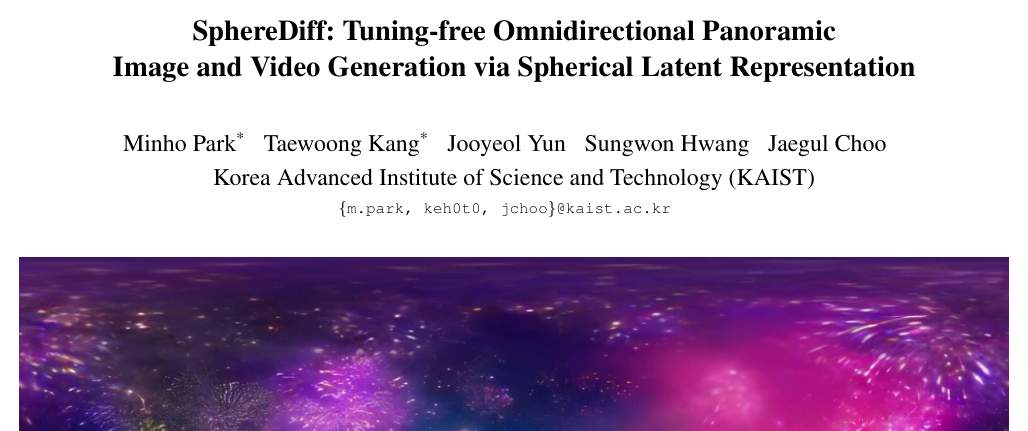 SphereDiff: Tuning-free Omnidirectional Panoramic
Image and Video Generation via Spherical Latent Representation
Minho Park* Taewoong Kang* Jooyeol Yun Sungwon Hwang Jaegul Choo
Korea Advanced Institute of Science and Technology (KAIST)
{m.park, keh0t0, jchoo}@kaist.ac.kr